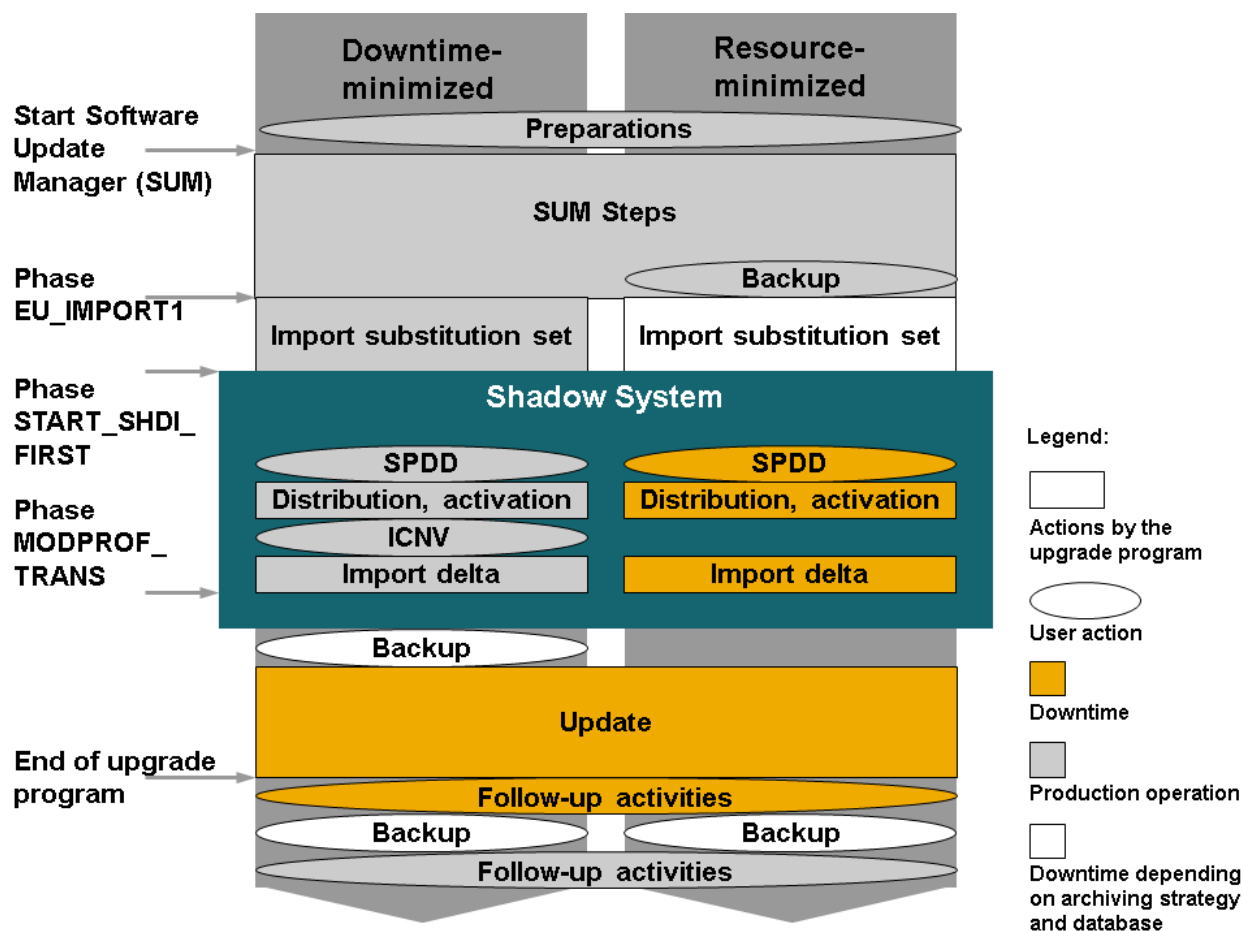 Downtime-
minimized
Resource-
minimized
Start Software
Update
Manager (SUM)
Preparations
SUM Steps
Phase
EU_IMPORT1
Backup
Import substitution set
Import substitution set
Phase
START_SHDI_
FIRST
Shadow System
SPDD
SPDD
Distribution, activation
Distribution, activation
Phase
MODPROF_
TRANS
ICNV
Import delta
Import delta
Backup
Update
End of upgrade
program
Follow-up activities
Backup
Backup
Follow-up activities
Legend:
Actions by the
upgrade program
User action
Downtime
Production operation
Downtime depending
on archiving strategy
and database